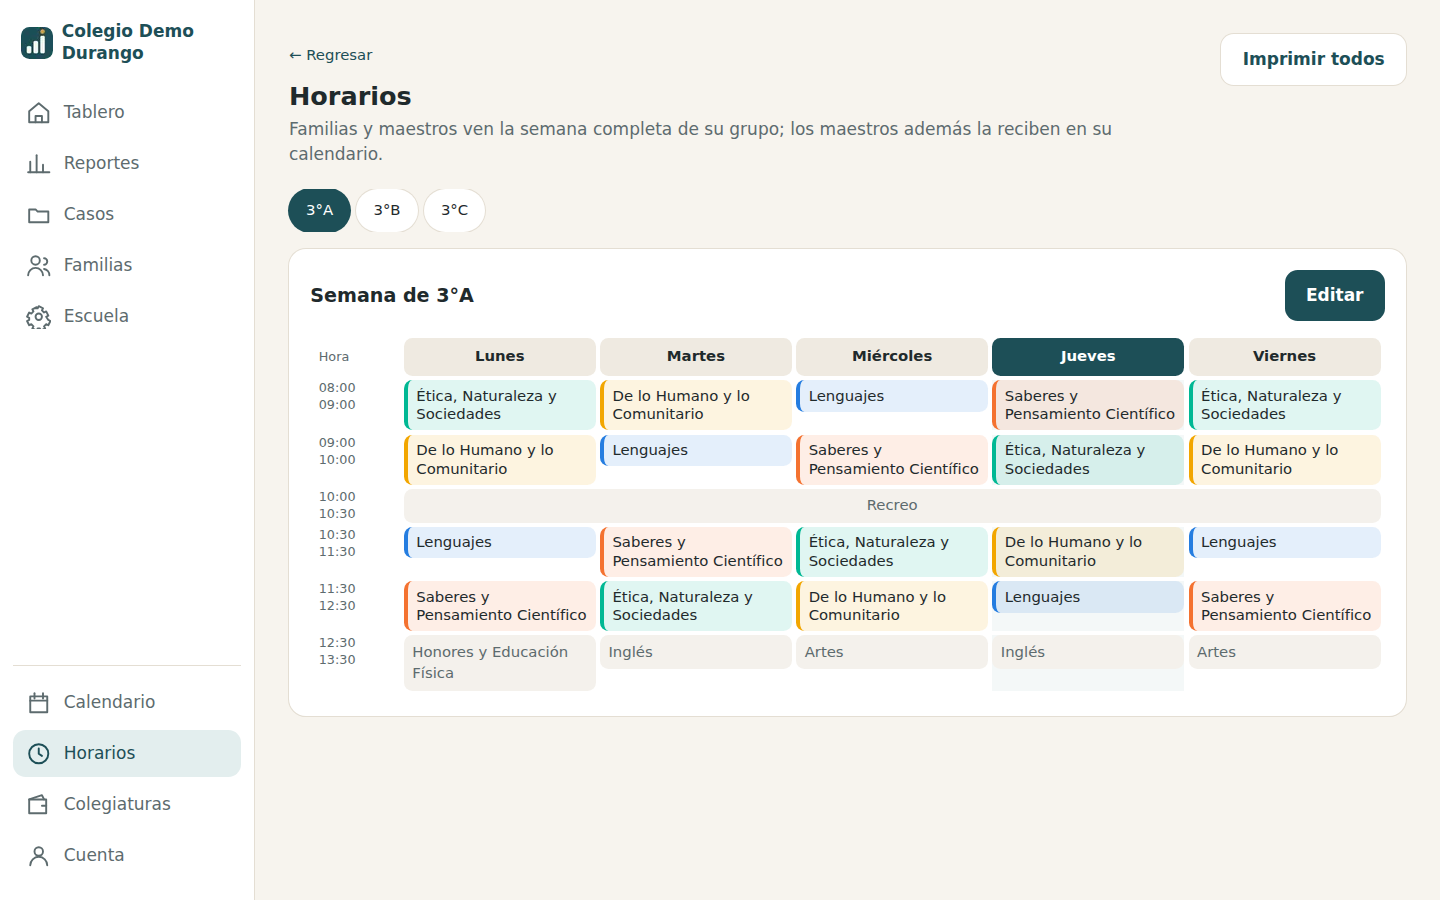 Colegio Demo
Durango
Tablero
Reportes
Casos
Familias
Escuela
Calendario
Horarios
Colegiaturas
Cuenta
← Regresar
Imprimir todos
Horarios
Familias y maestros ven la semana completa de su grupo; los maestros además la reciben en su
calendario.
3°A 3°B 3°C
Semana de 3°A
Editar
Hora Lunes Martes Miércoles Jueves Viernes
08:00
09:00
Ética, Naturaleza y
Sociedades
De lo Humano y lo
Comunitario
Lenguajes
Saberes y
Pensamiento Científico
Ética, Naturaleza y
Sociedades
09:00
10:00
De lo Humano y lo
Comunitario
Lenguajes
Saberes y
Pensamiento Científico
Ética, Naturaleza y
Sociedades
De lo Humano y lo
Comunitario
10:00
10:30
Recreo
10:30
11:30
Lenguajes
Saberes y
Pensamiento Científico
Ética, Naturaleza y
Sociedades
De lo Humano y lo
Comunitario
Lenguajes
11:30
12:30
Saberes y
Pensamiento Científico
Ética, Naturaleza y
Sociedades
De lo Humano y lo
Comunitario
Lenguajes
Saberes y
Pensamiento Científico
12:30
13:30
Honores y Educación
Física
Inglés
Artes
Inglés
Artes